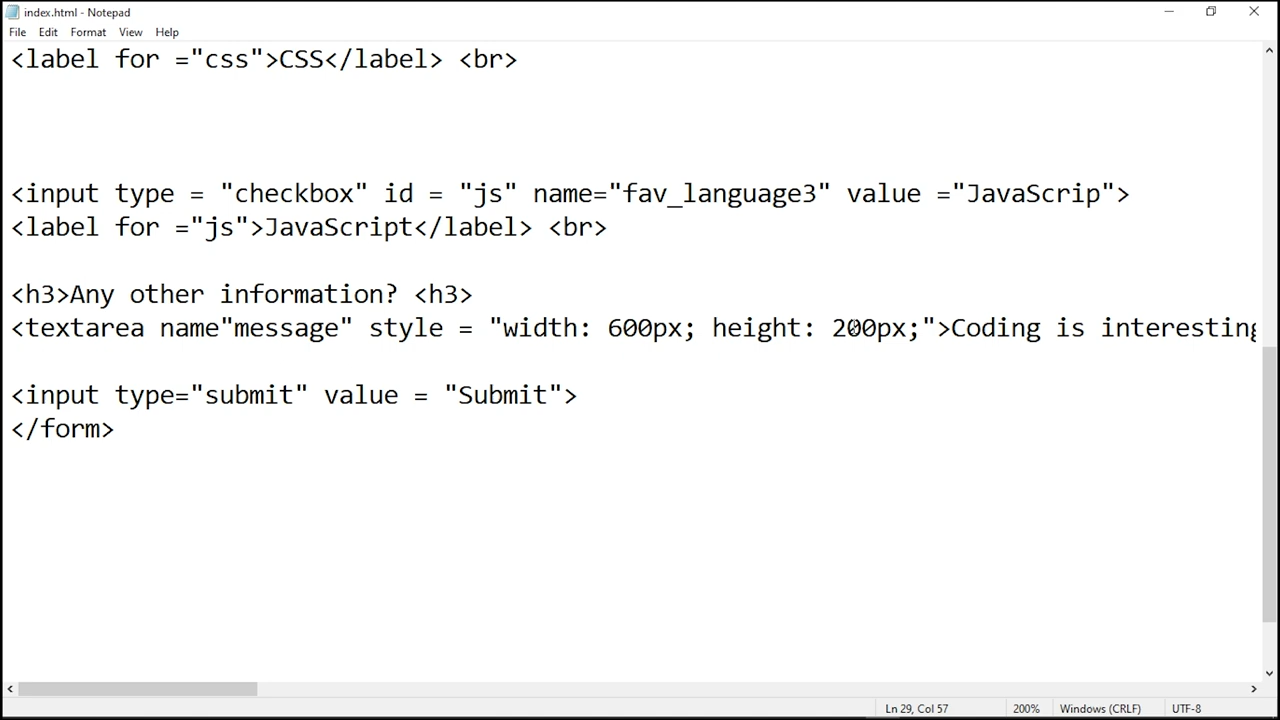 index.html - Notepad
File Edit Format View Help
<label for ="css">CSS</label> <br>
<input type = "checkbox" id = "js" name="fav_language3" value ="JavaScrip">
<label for ="js">JavaScript</label> <br>
<h3>Any other information? <h3>
<textarea name"message" style = "width: 600px; height: 200px;">Coding is interesting
<input type="submit" value = "Submit">
</form>
Ln 29, Col 57 200% Windows (CRLF) UTF-8